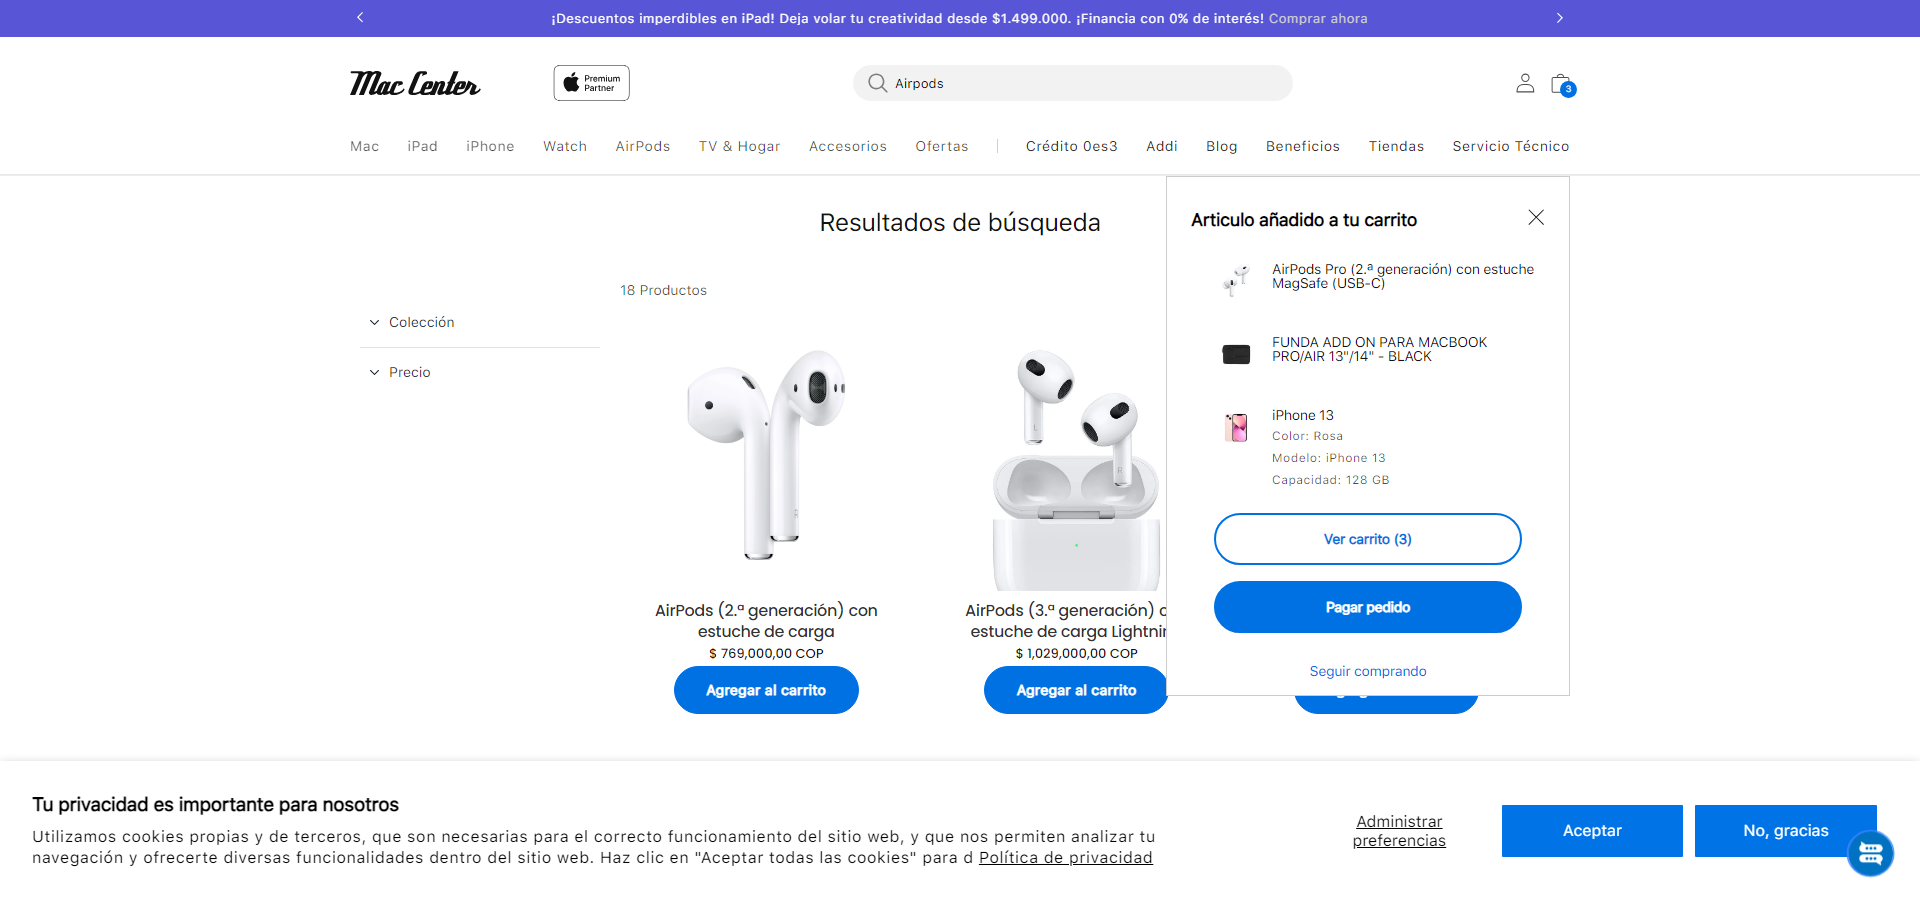 ¡Descuentos imperdibles en iPad! Deja volar tu creatividad desde $1.499.000. ¡Financia con 0% de interés! Comprar ahora
Mac Center
Premium
Partner
Airpods
3
Mac iPad iPhone Watch AirPods TV & Hogar Accesorios Ofertas Crédito 0es3 Addi Blog Beneficios Tiendas Servicio Técnico
Resultados de búsqueda
18 Productos
Colección
Precio
AirPods (2.ª generación) con
estuche de carga
$ 769,000,00 COP
Agregar al carrito
AirPods (3.ª generación)
estuche de carga
$ 1,029,000,00 COP
Agregar al carrito
Articulo añadido a tu carrito
AirPods Pro (2.ª generación) con estuche
MagSafe (USB-C)
FUNDA ADD ON PARA MACBOOK
PRO/AIR 13"/14" - BLACK
iPhone 13
Color: Rosa
Modelo: iPhone 13
Capacidad: 128 GB
Ver carrito (3)
Pagar pedido
Seguir comprando
Tu privacidad es importante para nosotros
Utilizamos cookies propias y de terceros, que son necesarias para el correcto funcionamiento del sitio web, y que nos permiten analizar tu
navegación y ofrecerte diversas funcionalidades dentro del sitio web. Haz clic en "Aceptar todas las cookies" para d Política de privacidad
Administrar
preferencias
Aceptar
No, gracias